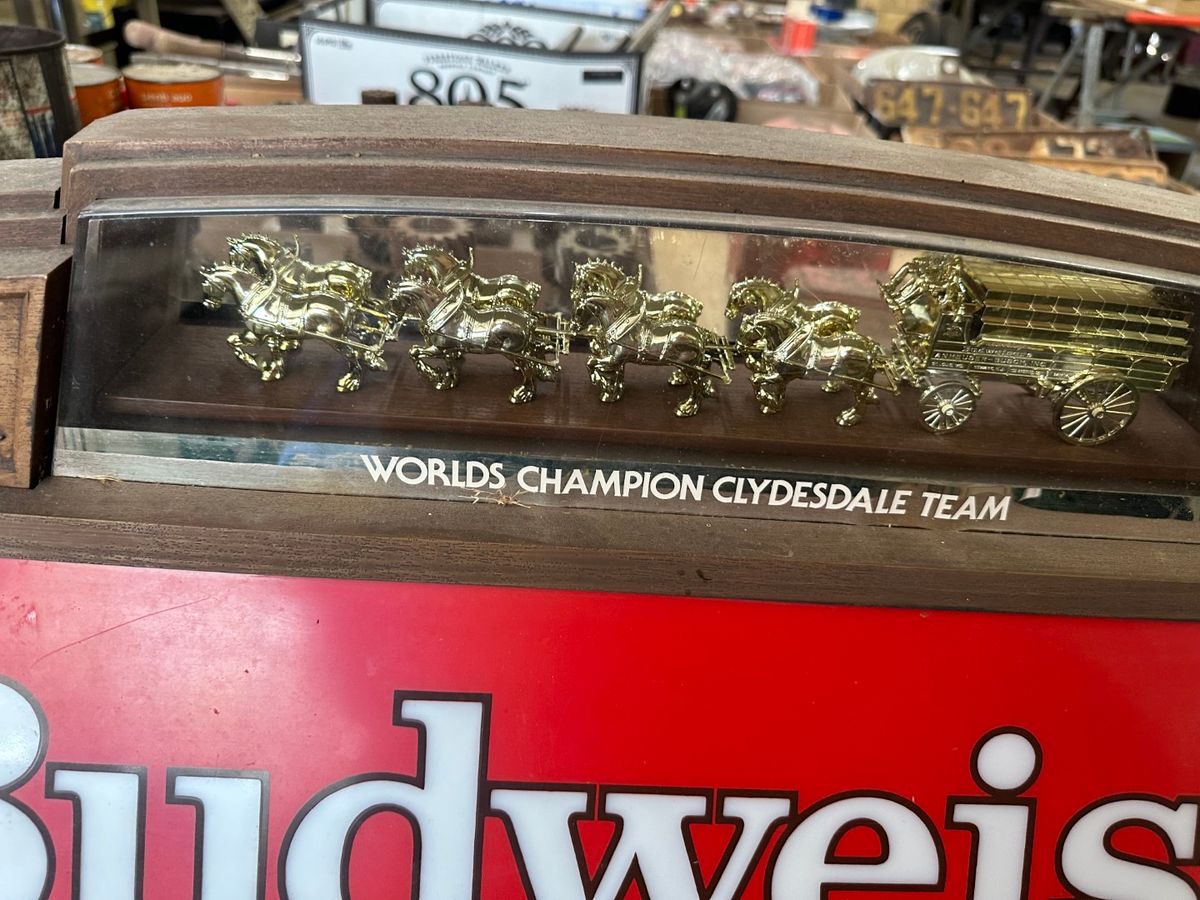 805
647-647
WORLDS CHAMPION CLYDESDALE TEAM
Budweis